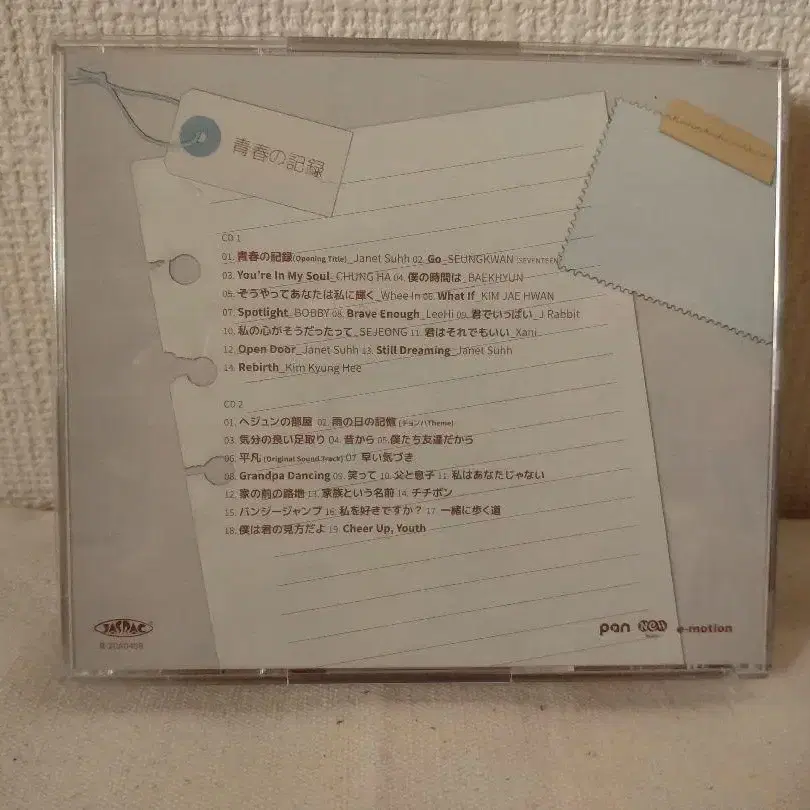 青春の記録
CD 1
01. 青春の記録(Opening Title)_Janet Suhh 02. Go_SEUNGKWAN (SEVENTEEN)
03. You're In My Soul_CHUNG HA 04. 僕の時間は_BAEKHYUN
05. そうやってあなたは私に輝く_Whee In 06. What If_KIM JAE HWAN
07. Spotlight_BOBBY 08. Brave Enough_LeeHi 09. 君でいっぱい_J Rabbit
10. 私の心がそうだったって_SEJEONG 11. 君はそれでもいい_Xani
12. Open Door_Janet Suhh 13. Still Dreaming_Janet Suhh
14. Rebirth_Kim Kyung Hee
CD 2
01. ヘジュンの部屋 02. 雨の日の記憶 (チョンハTheme)
03. 気分の良い足取り 04. 昔から 05. 僕たち友達だから
06. 平凡 (Original Sound Track) 07. 早い気づき
08. Grandpa Dancing 09. 笑って 10. 父と息子 11. 私はあなたじゃない
12. 家の前の路地 13. 家族という名前 14. チチボン
15. バンジージャンプ 16. 私を好きですか? 17. 一緒に歩く道
18. 僕は君の見方だよ 19. Cheer Up, Youth
JASRAC
pan New e-motion